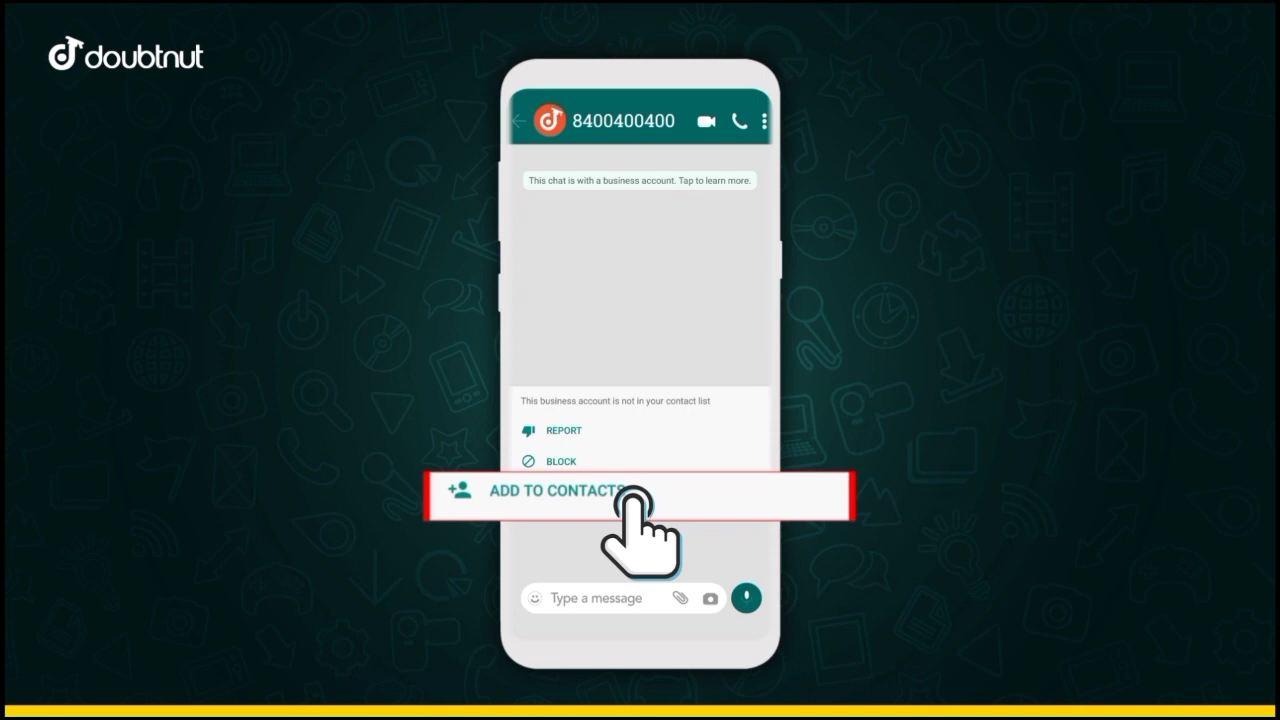 doubtnut
8400400400
This chat is with a business account. Tap to learn more.
This business account is not in your contact list
REPORT
BLOCK
ADD TO CONTACTS
Type a message